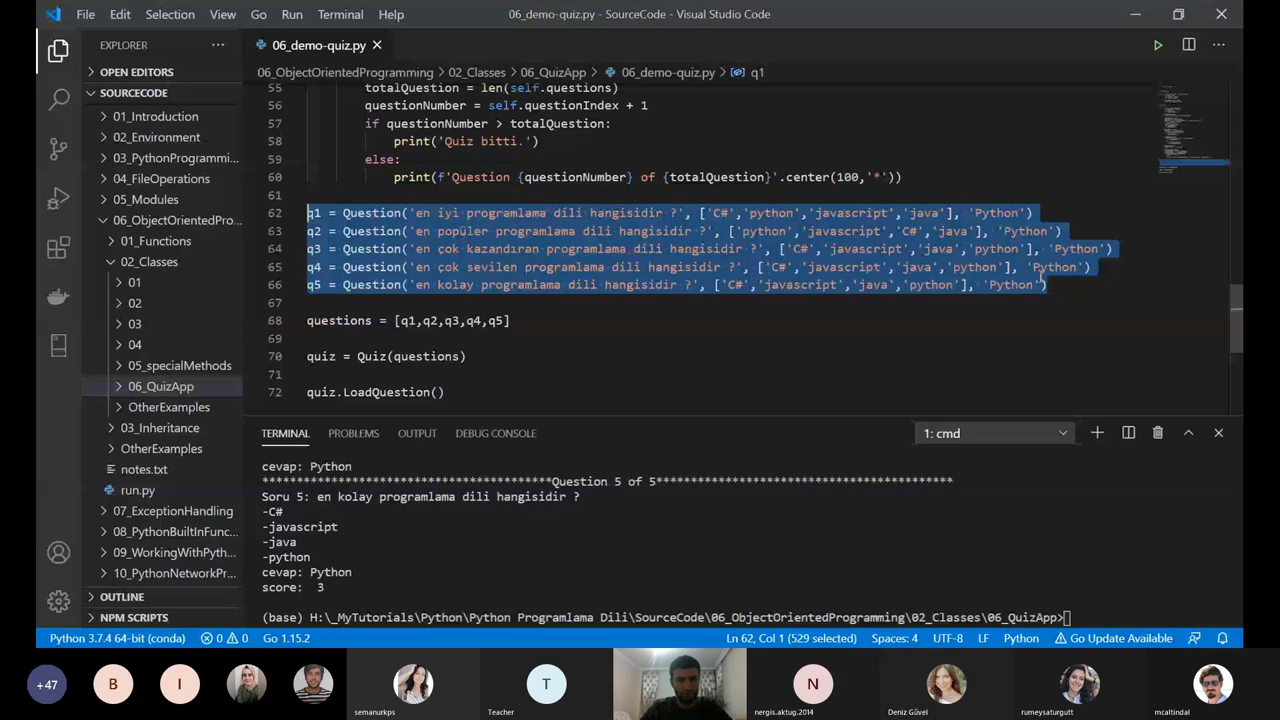 File Edit Selection View Go Run Terminal Help 06_demo-quiz.py - SourceCode - Visual Studio Code
EXPLORER
06_demo-quiz.py
OPEN EDITORS
06_ObjectOrientedProgramming > 02_Classes > 06_QuizApp > 06_demo-quiz.py > q1
SOURCECODE
01_Introduction
02_Environment
03_PythonProgrammi...
04_FileOperations
05_Modules
06_ObjectOrientedPro...
01_Functions
02_Classes
01
02
03
04
05_specialMethods
06_QuizApp
OtherExamples
03_Inheritance
OtherExamples
notes.txt
run.py
07_ExceptionHandling
08_PythonBuiltInFunc...
09_WorkingWithPyth...
10_PythonNetworkPr...
OUTLINE
NPM SCRIPTS
55 totalQuestion = len(self.questions)
56 questionNumber = self.questionIndex + 1
57 if questionNumber > totalQuestion:
58 print('Quiz bitti.')
59 else:
60 print(f'Question {questionNumber} of {totalQuestion}'.center(100,'*'))
61
62 q1 = Question('en iyi programlama dili hangisidir ?', ['C#','python','javascript','java'], 'Python')
63 q2 = Question('en popüler programlama dili hangisidir ?', ['python','javascript','C#','java'], 'Python')
64 q3 = Question('en çok kazandıran programlama dili hangisidir ?', ['C#','javascript','java','python'], 'Python')
65 q4 = Question('en çok sevilen programlama dili hangisidir ?', ['C#','javascript','java','python'], 'Python')
66 q5 = Question('en kolay programlama dili hangisidir ?', ['C#','javascript','java','python'], 'Python')
67
68 questions = [q1,q2,q3,q4,q5]
69
70 quiz = Quiz(questions)
71
72 quiz.LoadQuestion()
TERMINAL PROBLEMS OUTPUT DEBUG CONSOLE 1: cmd
cevap: Python
****************************************Question 5 of 5*****************************************
Soru 5: en kolay programlama dili hangisidir ?
-C#
-javascript
-java
-python
cevap: Python
score:  3
(base) H:\_MyTutorials\Python\Python Programlama Dili\SourceCode\06_ObjectOrientedProgramming\02_Classes\06_QuizApp>
Python 3.7.4 64-bit (conda) 0 0 Go 1.15.2 Ln 62, Col 1 (529 selected) Spaces: 4 UTF-8 LF Python Go Update Available
+47 B I T N
semanurkps Teacher nergis.aktug.2014 Deniz Güvel rumeysaturgutt mcaltindal